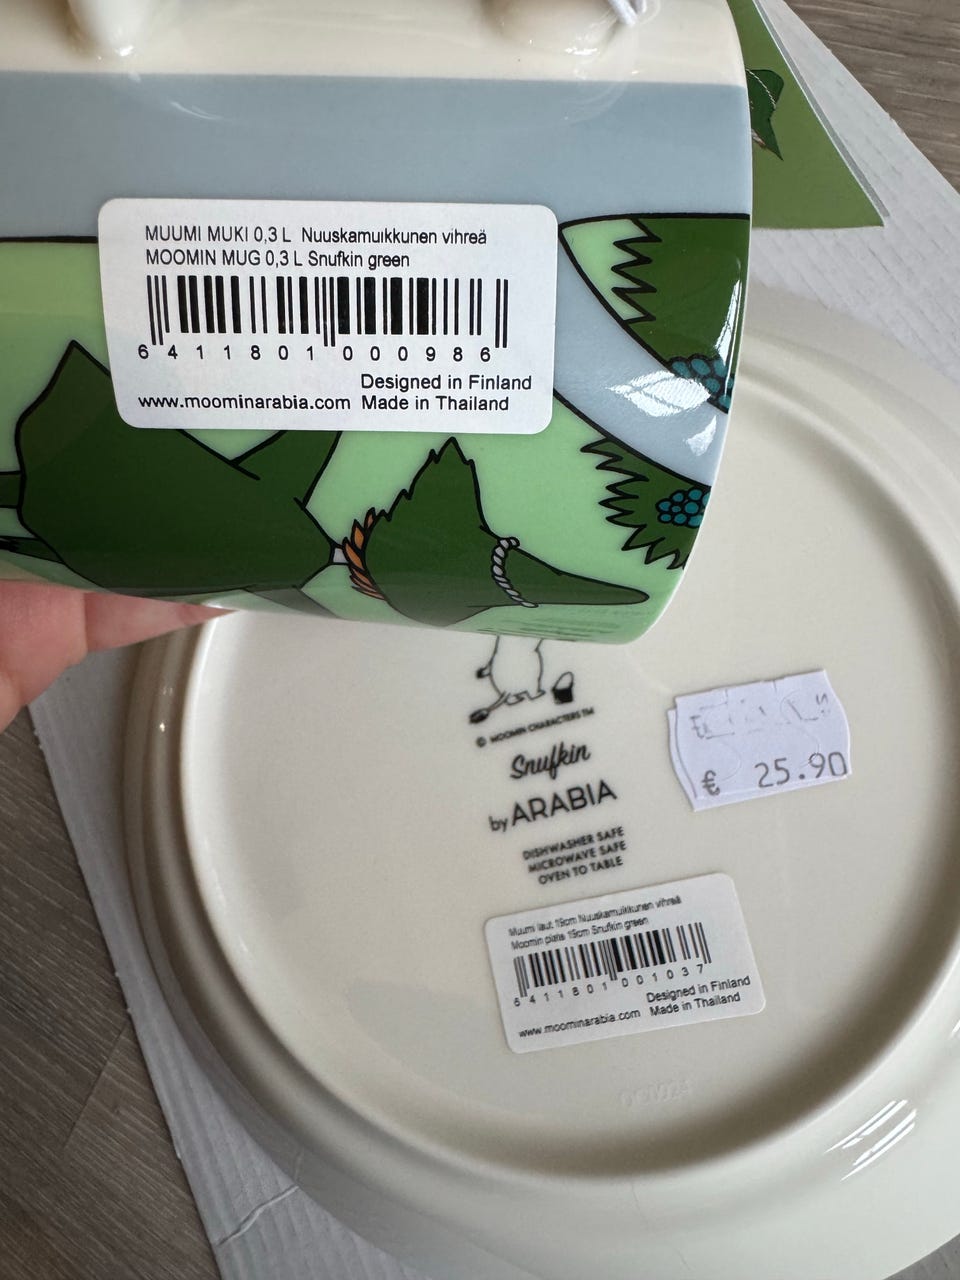 MUUMI MUKI 0,3 L Nuuskamuikkunen vihreä
MOOMIN MUG 0,3 L Snufkin green
6 411801 000986
Designed in Finland
www.moominarabia.com Made in Thailand
© MOOMIN CHARACTERS™
Snufkin
by ARABIA
DISHWASHER SAFE
MICROWAVE SAFE
OVEN TO TABLE
€ 25.90
Muumi laut. 19cm Nuuskamuikkunen vihreä
Moomin plate 19cm Snufkin green
6 411801 001037
Designed in Finland
www.moominarabia.com Made in Thailand